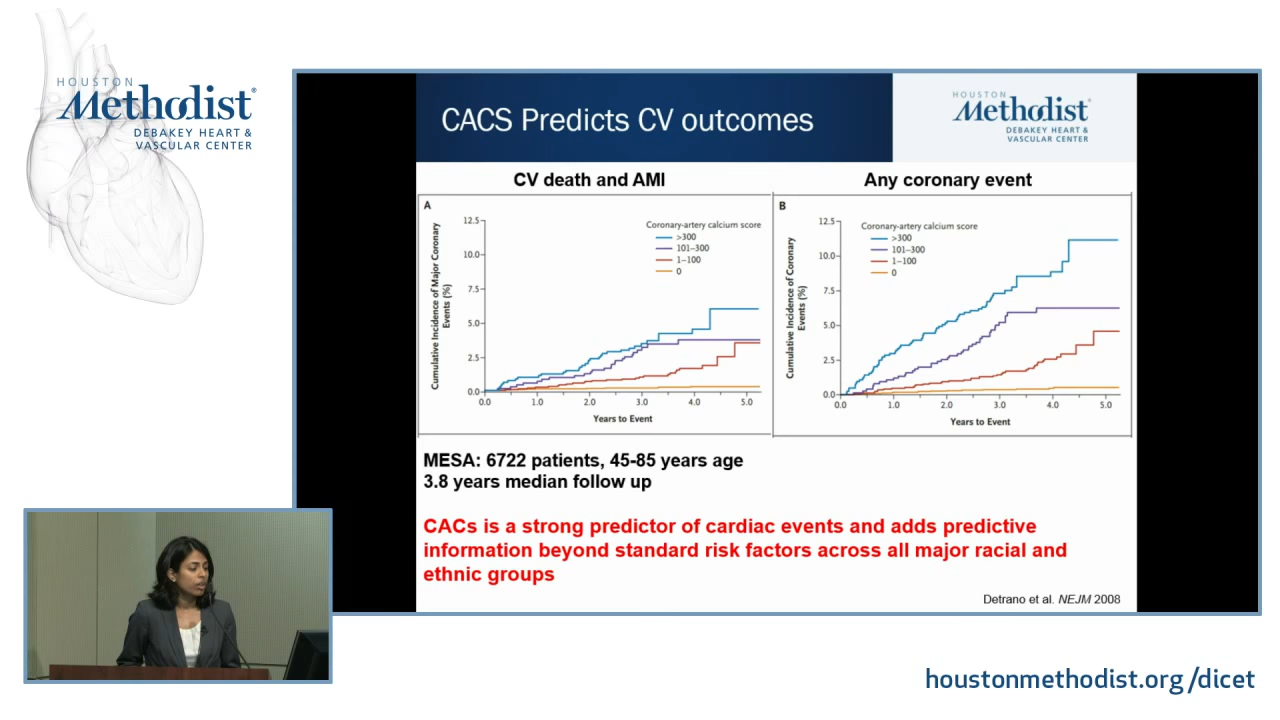 HOUSTON
Methodist®
DEBAKEY HEART &
VASCULAR CENTER
CACS Predicts CV outcomes
HOUSTON
Methodist®
DEBAKEY HEART &
VASCULAR CENTER
CV death and AMI
Any coronary event
A
Coronary-artery calcium score
>300
101–300
1–100
0
Cumulative Incidence of Major Coronary
Events (%)
12.5
10.0
7.5
5.0
2.5
0.0
0.0 1.0 2.0 3.0 4.0 5.0
Years to Event
B
Coronary-artery calcium score
>300
101–300
1–100
0
Cumulative Incidence of Coronary
Events (%)
12.5
10.0
7.5
5.0
2.5
0.0
0.0 1.0 2.0 3.0 4.0 5.0
Years to Event
MESA: 6722 patients, 45-85 years age
3.8 years median follow up
CACs is a strong predictor of cardiac events and adds predictive
information beyond standard risk factors across all major racial and
ethnic groups
Detrano et al. NEJM 2008
houstonmethodist.org/dicet